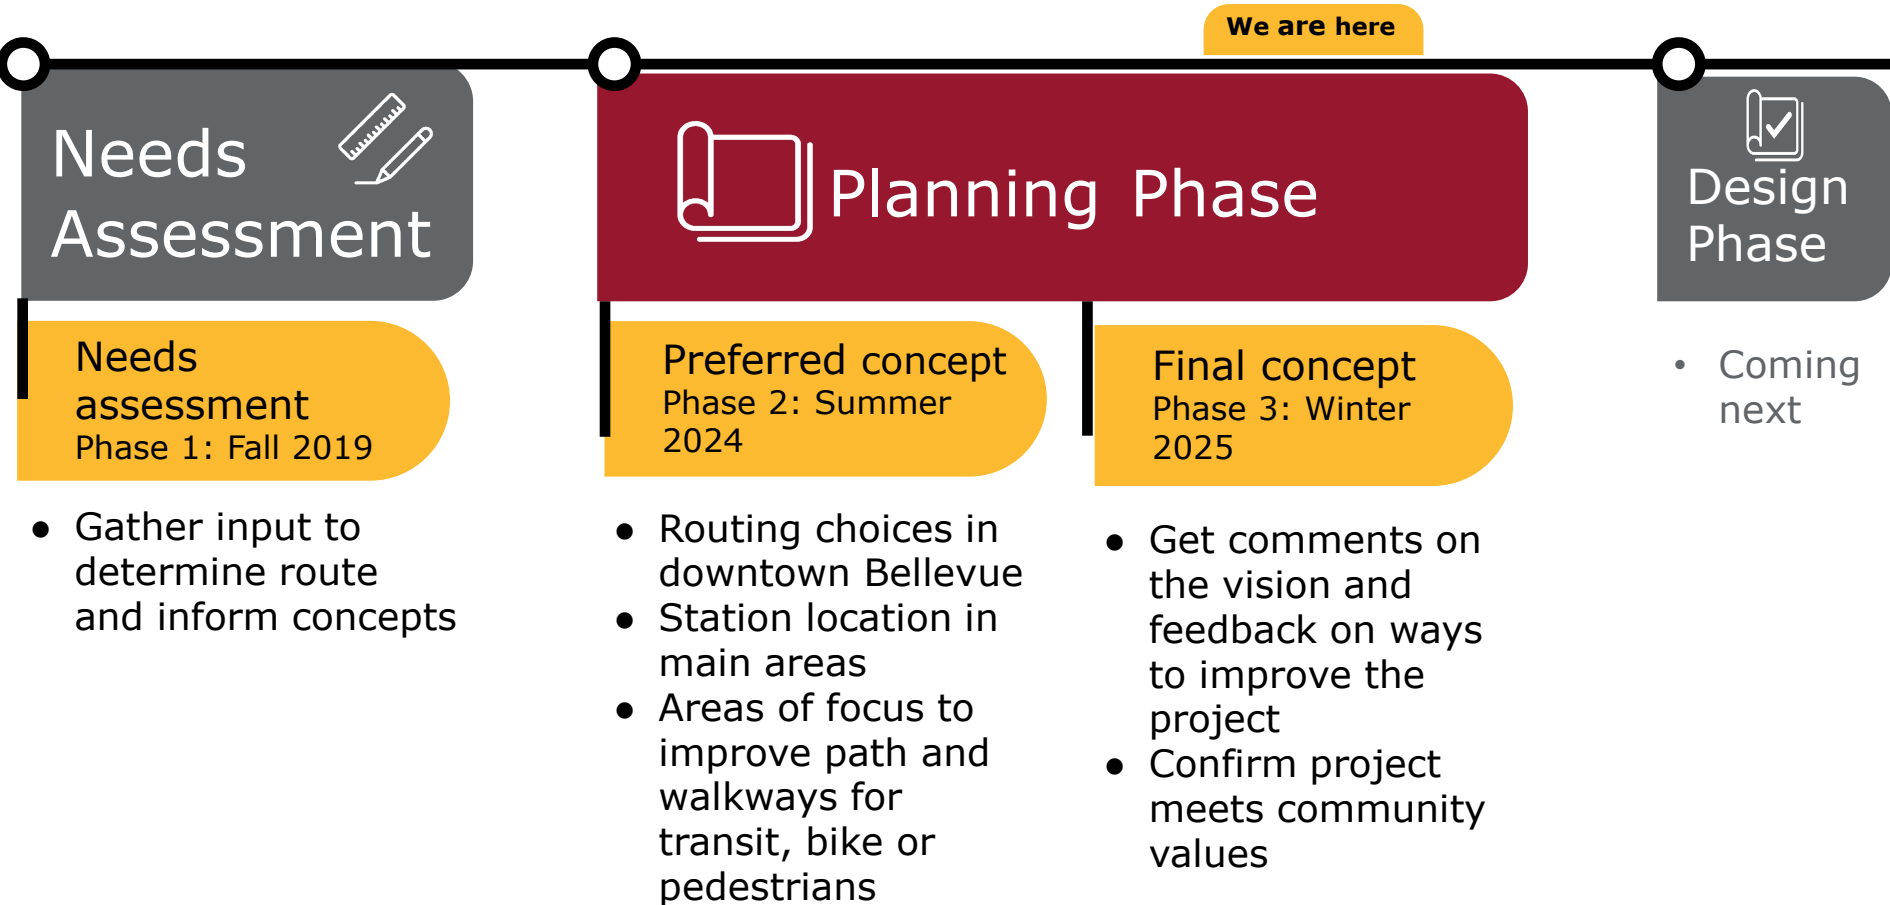 We are here
Needs
Assessment
Planning Phase
Design
Phase
Needs
assessment
Phase 1: Fall 2019
● Gather input to
determine route
and inform concepts
Preferred concept
Phase 2: Summer
2024
● Routing choices in
downtown Bellevue
● Station location in
main areas
● Areas of focus to
improve path and
walkways for
transit, bike or
pedestrians
Final concept
Phase 3: Winter
2025
● Get comments on
the vision and
feedback on ways
to improve the
project
● Confirm project
meets community
values
• Coming
next